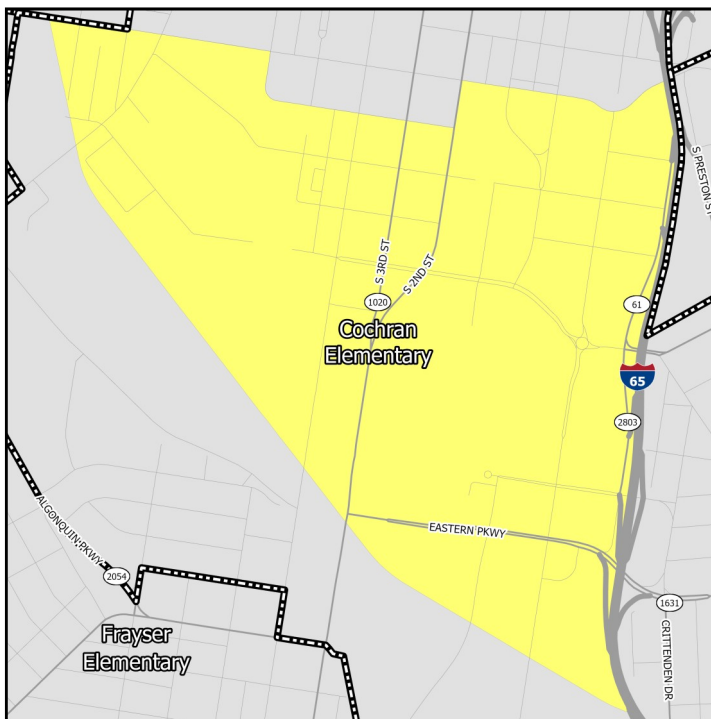 S PRESTON ST
S 3RD ST
S 2ND ST
1020
61
Cochran
Elementary
65
2803
EASTERN PKWY
ALGONQUIN PKWY
2054
1631
Frayser
Elementary
CRITTENDEN DR